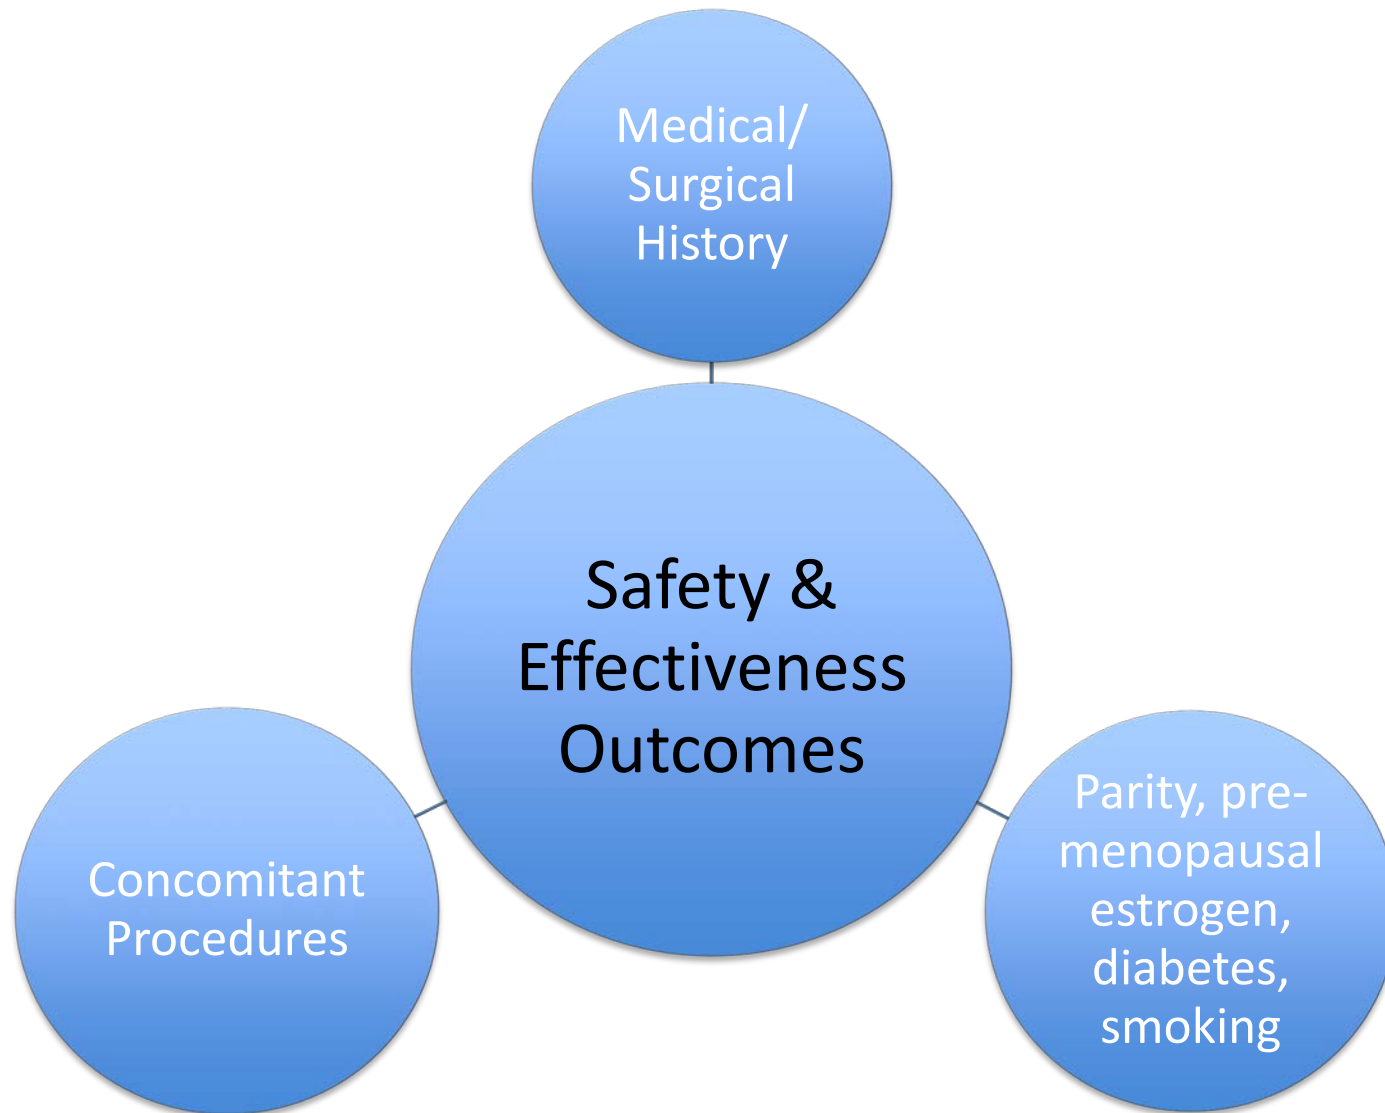 Medical/
Surgical
History
Safety &
Effectiveness
Outcomes
Concomitant
Procedures
Parity, pre-
menopausal
estrogen,
diabetes,
smoking